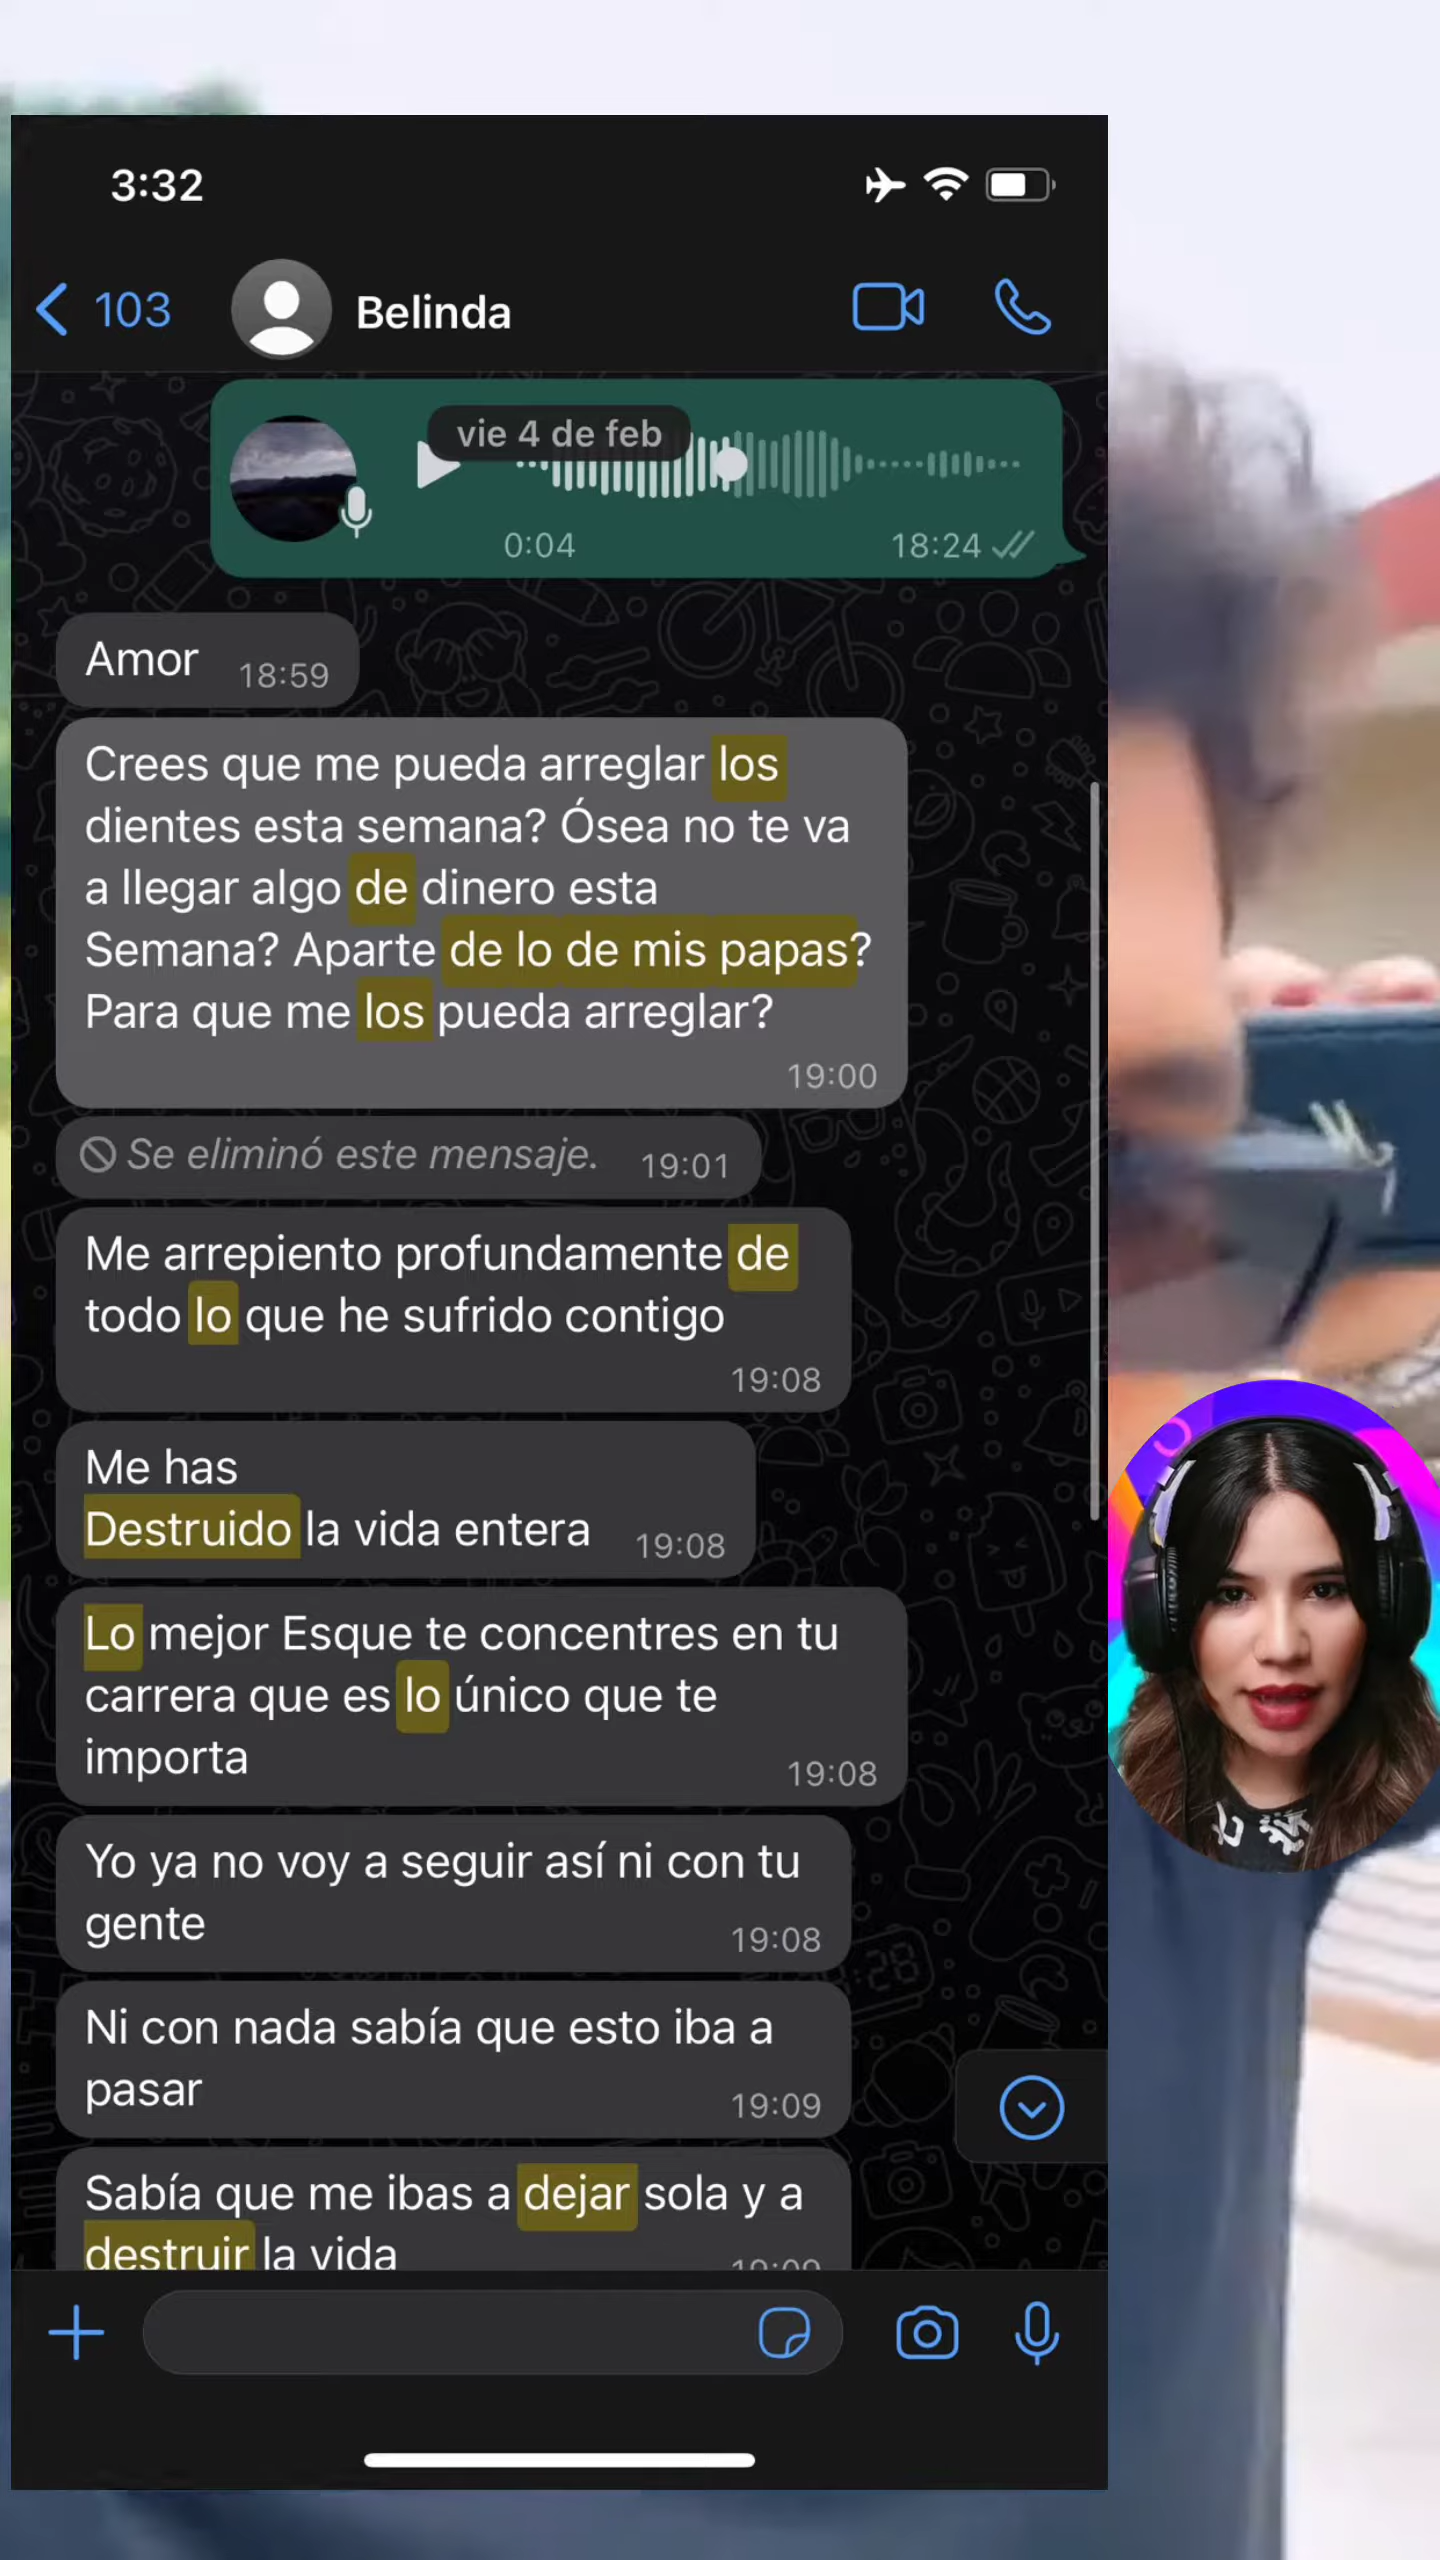 3:32
103
Belinda
vie 4 de feb
0:04
18:24
Amor
18:59
Crees que me pueda arreglar los
dientes esta semana? Ósea no te va
a llegar algo de dinero esta
Semana? Aparte de lo de mis papas?
Para que me los pueda arreglar?
19:00
Se eliminó este mensaje.
19:01
Me arrepiento profundamente de
todo lo que he sufrido contigo
19:08
Me has
Destruido la vida entera
19:08
Lo mejor Esque te concentres en tu
carrera que es lo único que te
importa
19:08
Yo ya no voy a seguir así ni con tu
gente
19:08
Ni con nada sabía que esto iba a
pasar
19:09
Sabía que me ibas a dejar sola y a
destruir la vida
19:09